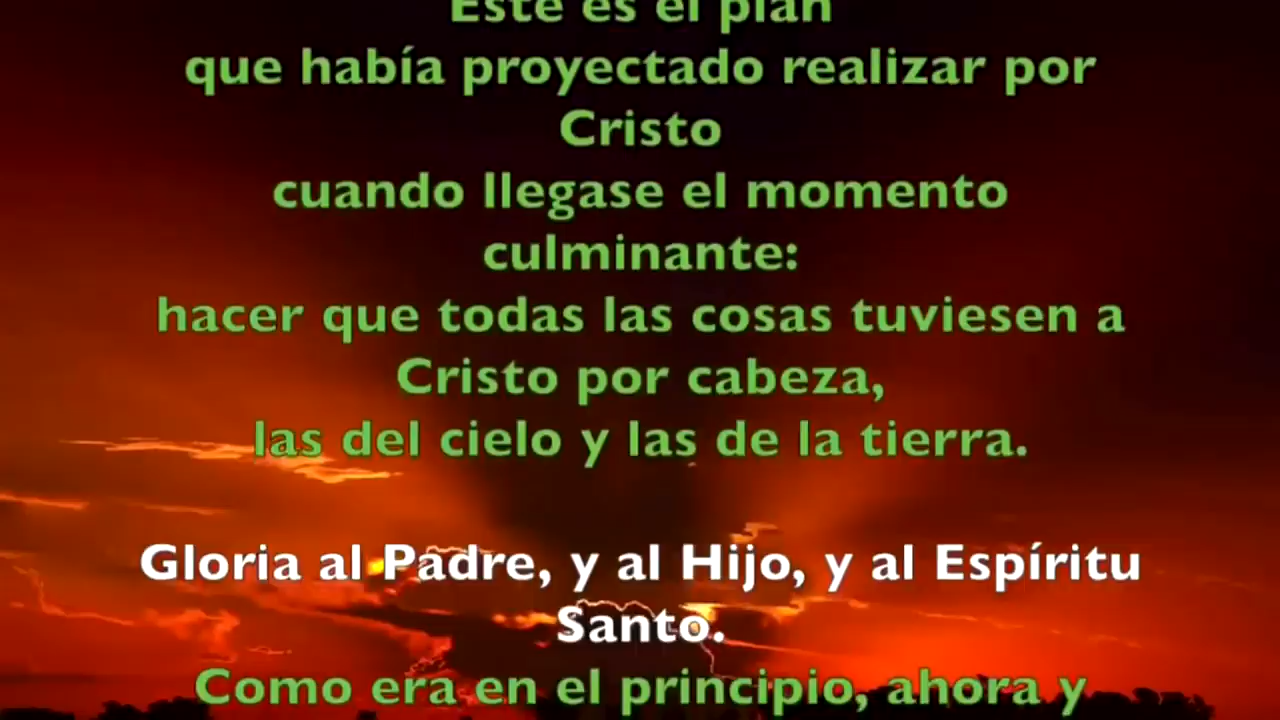 Este es el plan
que había proyectado realizar por
Cristo
cuando llegase el momento
culminante:
hacer que todas las cosas tuviesen a
Cristo por cabeza,
las del cielo y las de la tierra.
Gloria al Padre, y al Hijo, y al Espíritu
Santo.
Como era en el principio, ahora y